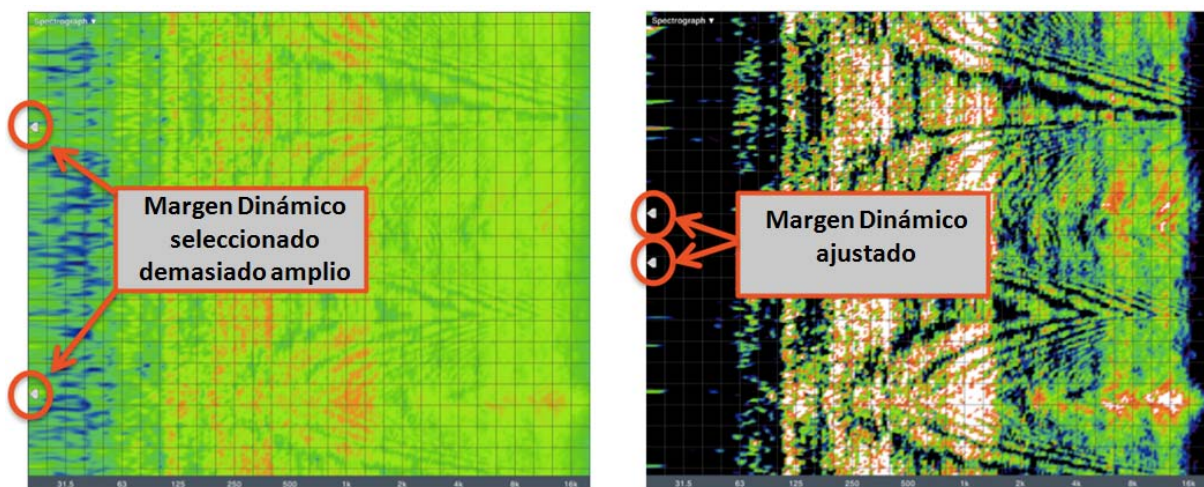 Spectrograph ▼
Margen Dinámico
seleccionado
demasiado amplio
31.5 63 125 250 500 1k 2k 4k 8k 16k
Spectrograph ▼
Margen Dinámico
ajustado
31.5 63 125 250 500 1k 2k 4k 8k 16k